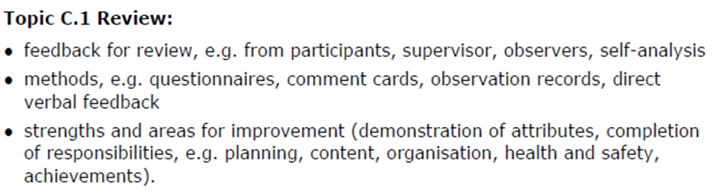 Topic C.1 Review:
● feedback for review, e.g. from participants, supervisor, observers, self-analysis
● methods, e.g. questionnaires, comment cards, observation records, direct
verbal feedback
● strengths and areas for improvement (demonstration of attributes, completion
of responsibilities, e.g. planning, content, organisation, health and safety,
achievements).